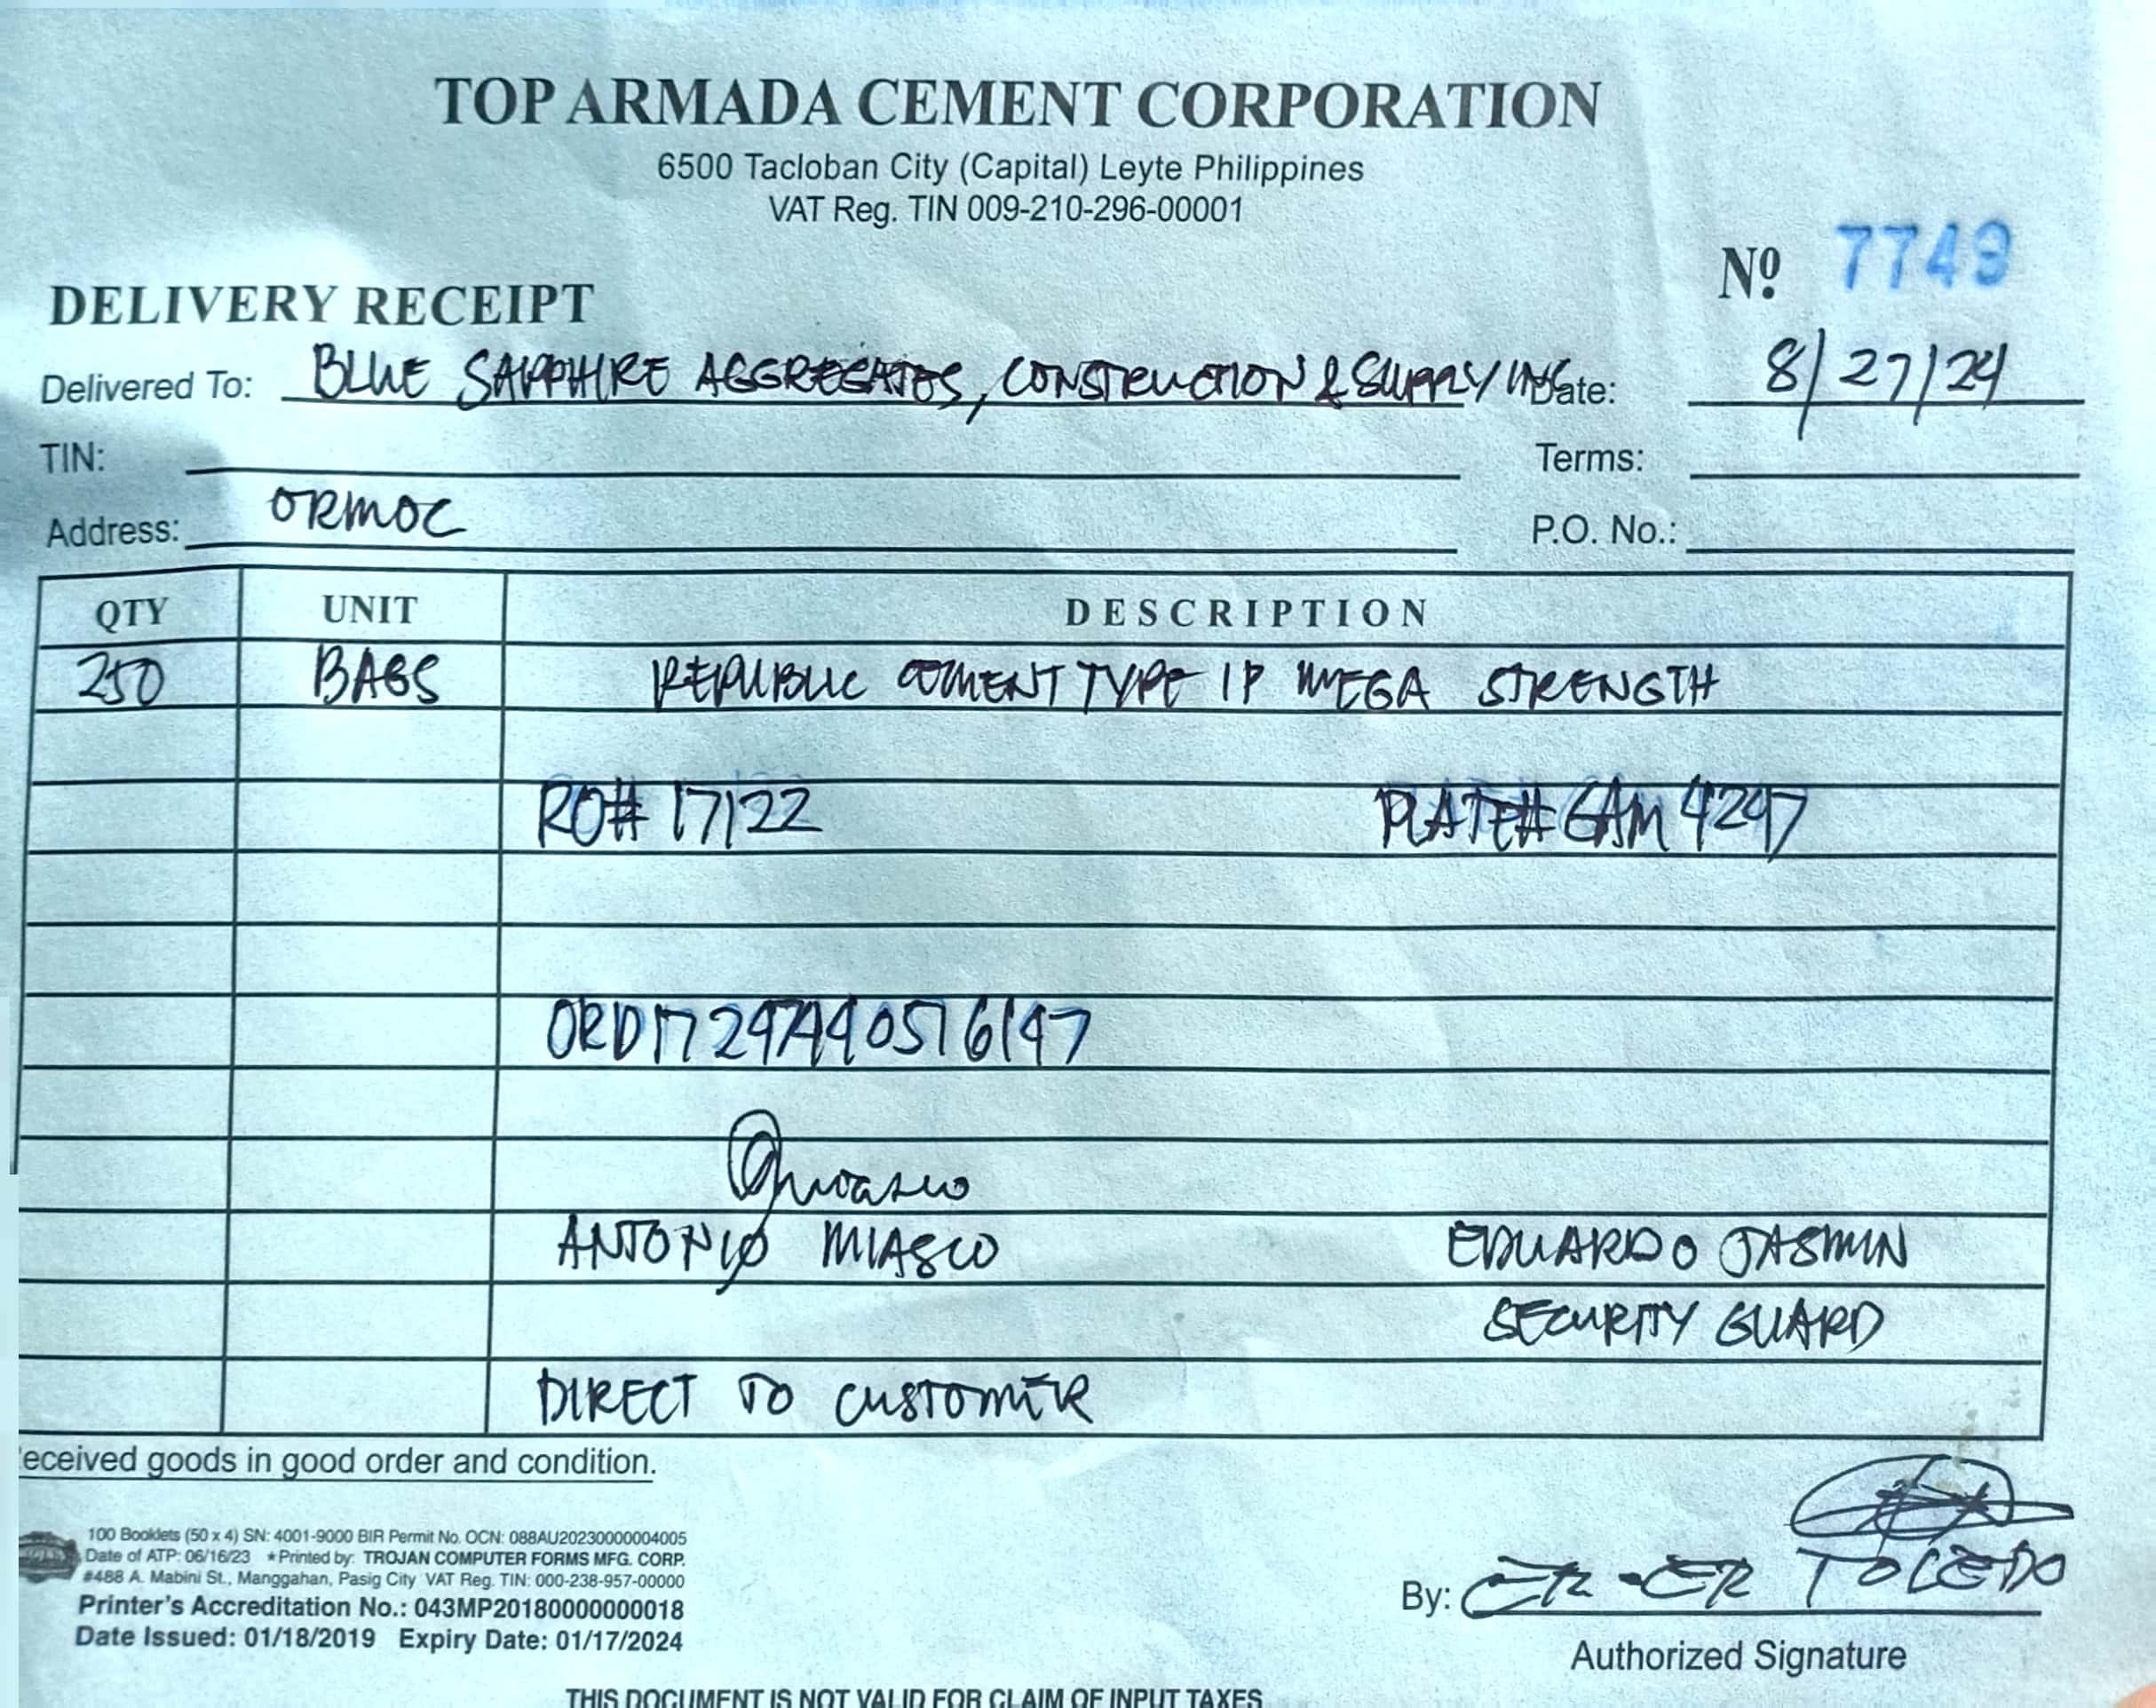 TOP ARMADA CEMENT CORPORATION
6500 Tacloban City (Capital) Leyte Philippines
VAT Reg. TIN 009-210-296-00001
Nº 7749
DELIVERY RECEIPT
Delivered To: BLUE SAPPHIRE AGGREGATES, CONSTRUCTION & SUPPLY INC Date: 8/27/24
TIN: Terms:
Address: ORMOC P.O. No.:
QTY UNIT DESCRIPTION
250 BAGS REPUBLIC CEMENT TYPE 1P MEGA STRENGTH
RO# 17122 PLATE# GAM 4247
ANTONIO MIASCO EDUARDO JASMIN
SECURITY GUARD
DIRECT TO CUSTOMER
eceived goods in good order and condition.
100 Booklets (50 x 4) SN: 4001-9000 BIR Permit No. OCN: 088AU20230000004005
Date of ATP: 06/16/23 *Printed by: TROJAN COMPUTER FORMS MFG. CORP.
#488 A. Mabini St., Manggahan, Pasig City VAT Reg. TIN: 000-238-957-00000
Printer's Accreditation No.: 043MP20180000000018
Date Issued: 01/18/2019 Expiry Date: 01/17/2024
By: ER-ER TOLEDO
Authorized Signature
THIS DOCUMENT IS NOT VALID FOR CLAIM OF INPUT TAXES